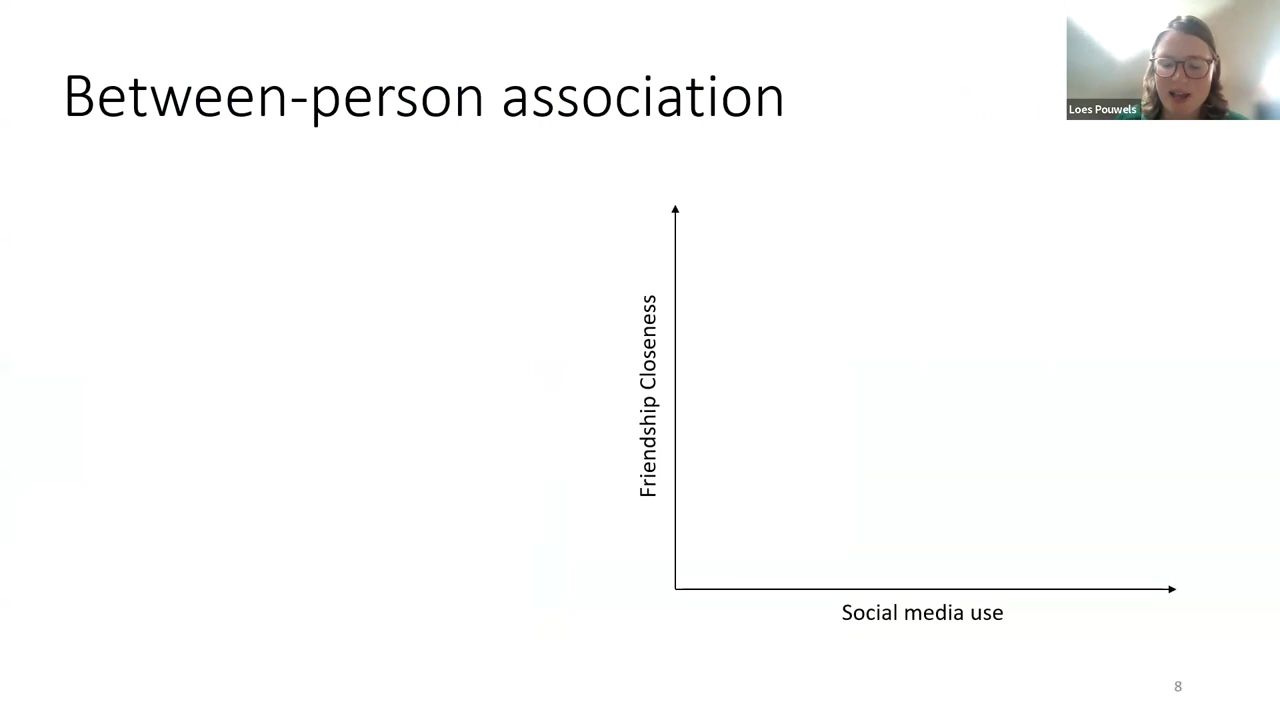 Between-person association
Loes Pouwels
Friendship Closeness
Social media use
8